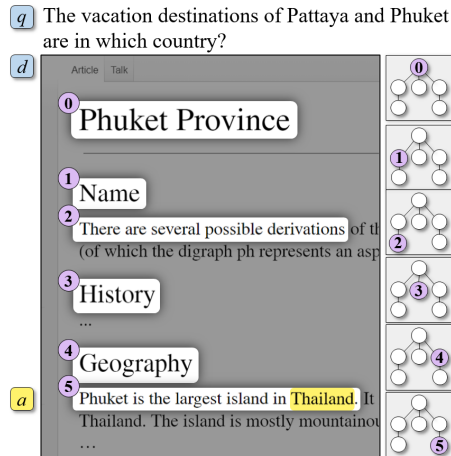 q The vacation destinations of Pattaya and Phuket
are in which country?
d
Article Talk
0 Phuket Province
1 Name
2 There are several possible derivations of th
(of which the digraph ph represents an asp
3 History
...
4 Geography
5 Phuket is the largest island in Thailand. It
a
Thailand. The island is mostly mountainou
...
0
1
2
3
4
5